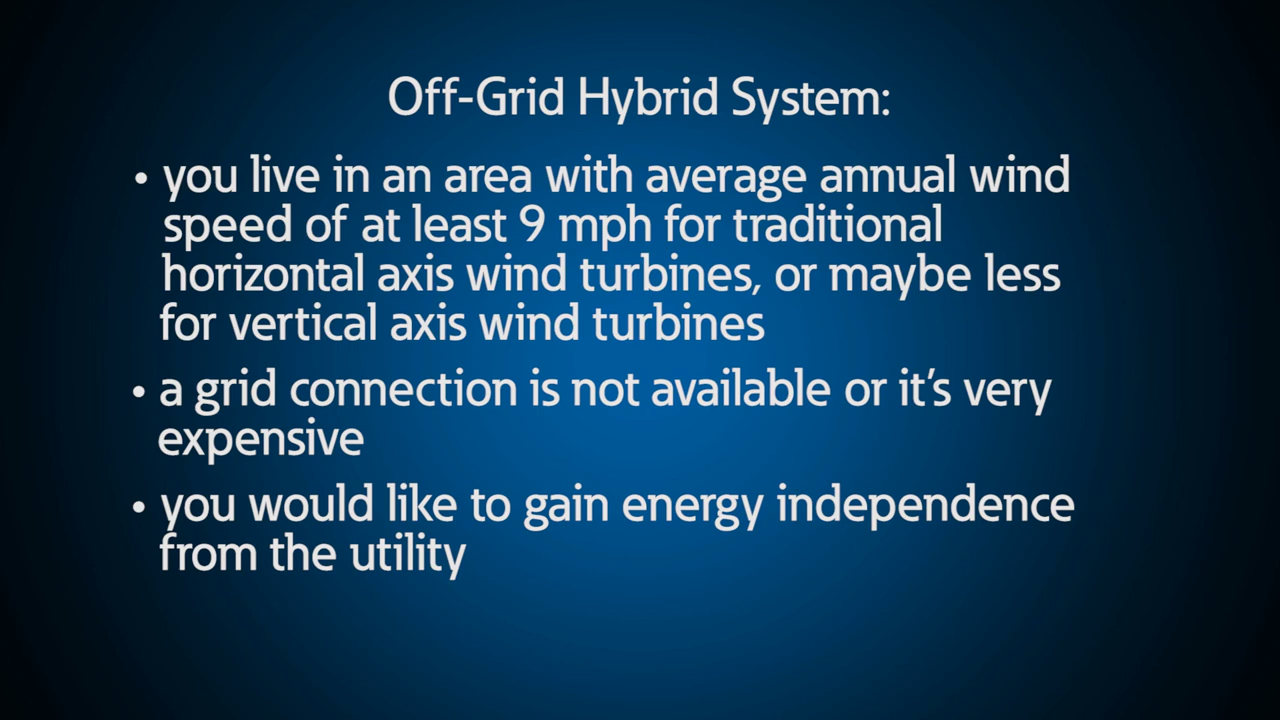 Off-Grid Hybrid System:
• you live in an area with average annual wind
speed of at least 9 mph for traditional
horizontal axis wind turbines, or maybe less
for vertical axis wind turbines
• a grid connection is not available or it’s very
expensive
• you would like to gain energy independence
from the utility